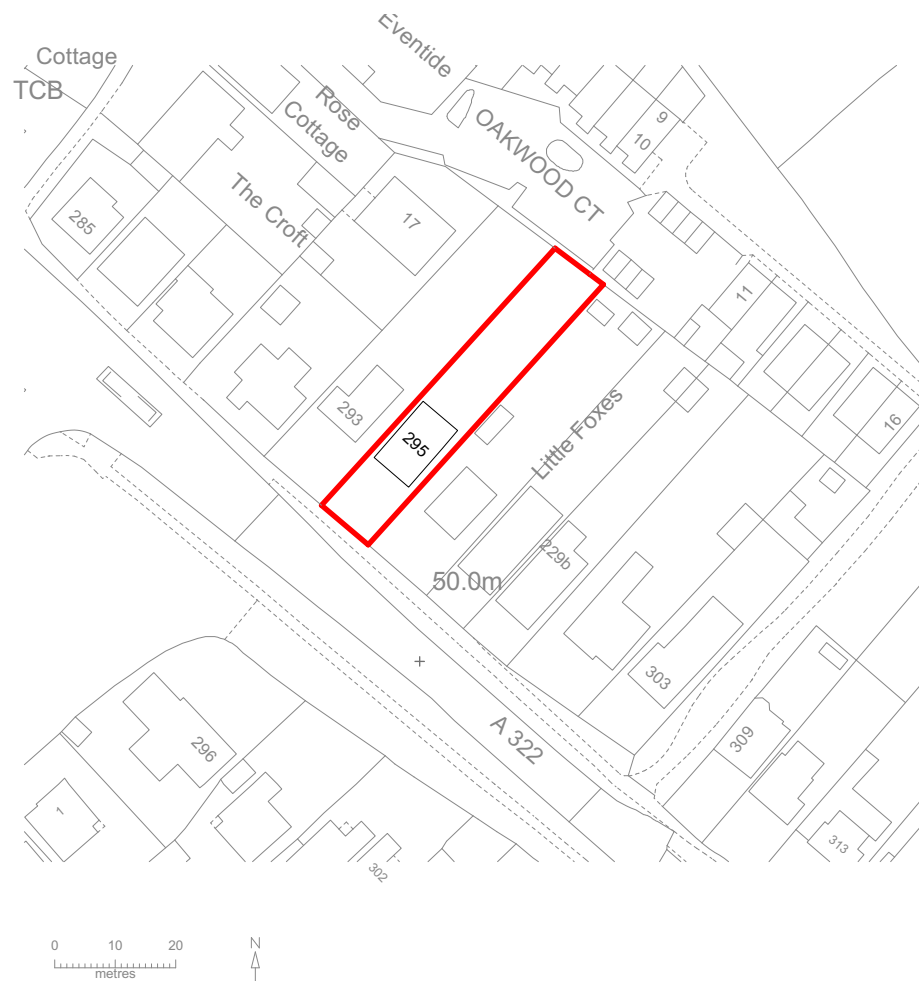 Eventide
Cottage
TCB
Rose
Cottage
OAKWOOD CT
9
10
The Croft
285
17
11
293
295
Little Foxes
16
229b
50.0m
303
A 322
296
309
1
302
313
0 10 20
metres
N